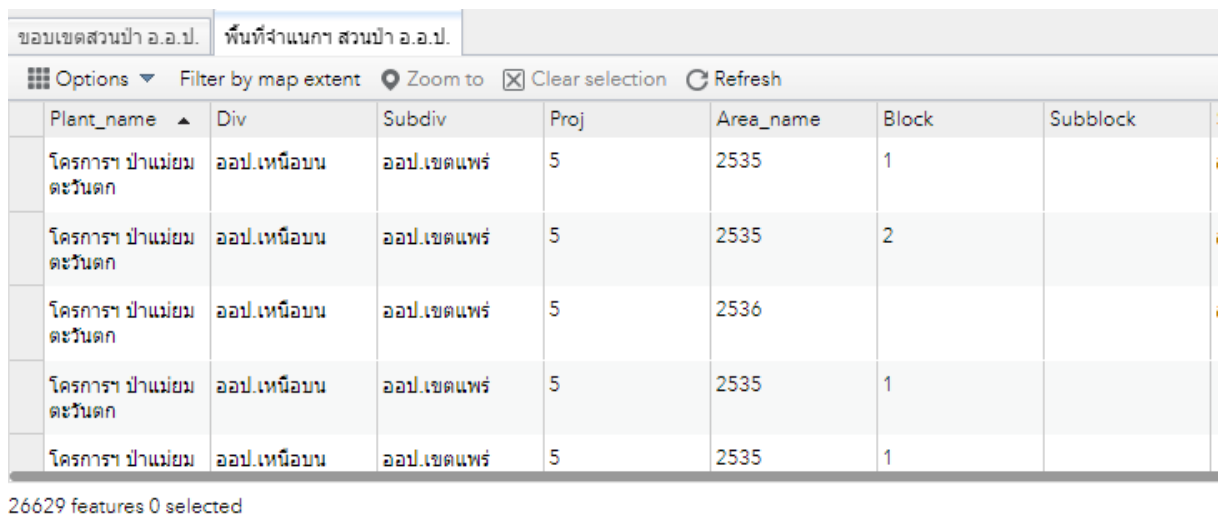 ขอบเขตสวนป่า อ.อ.ป. พื้นที่จำแนกฯ สวนป่า อ.อ.ป.
Options Filter by map extent Zoom to Clear selection Refresh
Plant_name Div Subdiv Proj Area_name Block Subblock
โครการฯ ป่าแม่ยม ออป.เหนือบน ออป.เขตแพร่ 5 2535 1
ตะวันตก
โครการฯ ป่าแม่ยม ออป.เหนือบน ออป.เขตแพร่ 5 2535 2
ตะวันตก
โครการฯ ป่าแม่ยม ออป.เหนือบน ออป.เขตแพร่ 5 2536
ตะวันตก
โครการฯ ป่าแม่ยม ออป.เหนือบน ออป.เขตแพร่ 5 2535 1
ตะวันตก
โครการฯ ป่าแม่ยม ออป.เหนือบน ออป.เขตแพร่ 5 2535 1
26629 features 0 selected